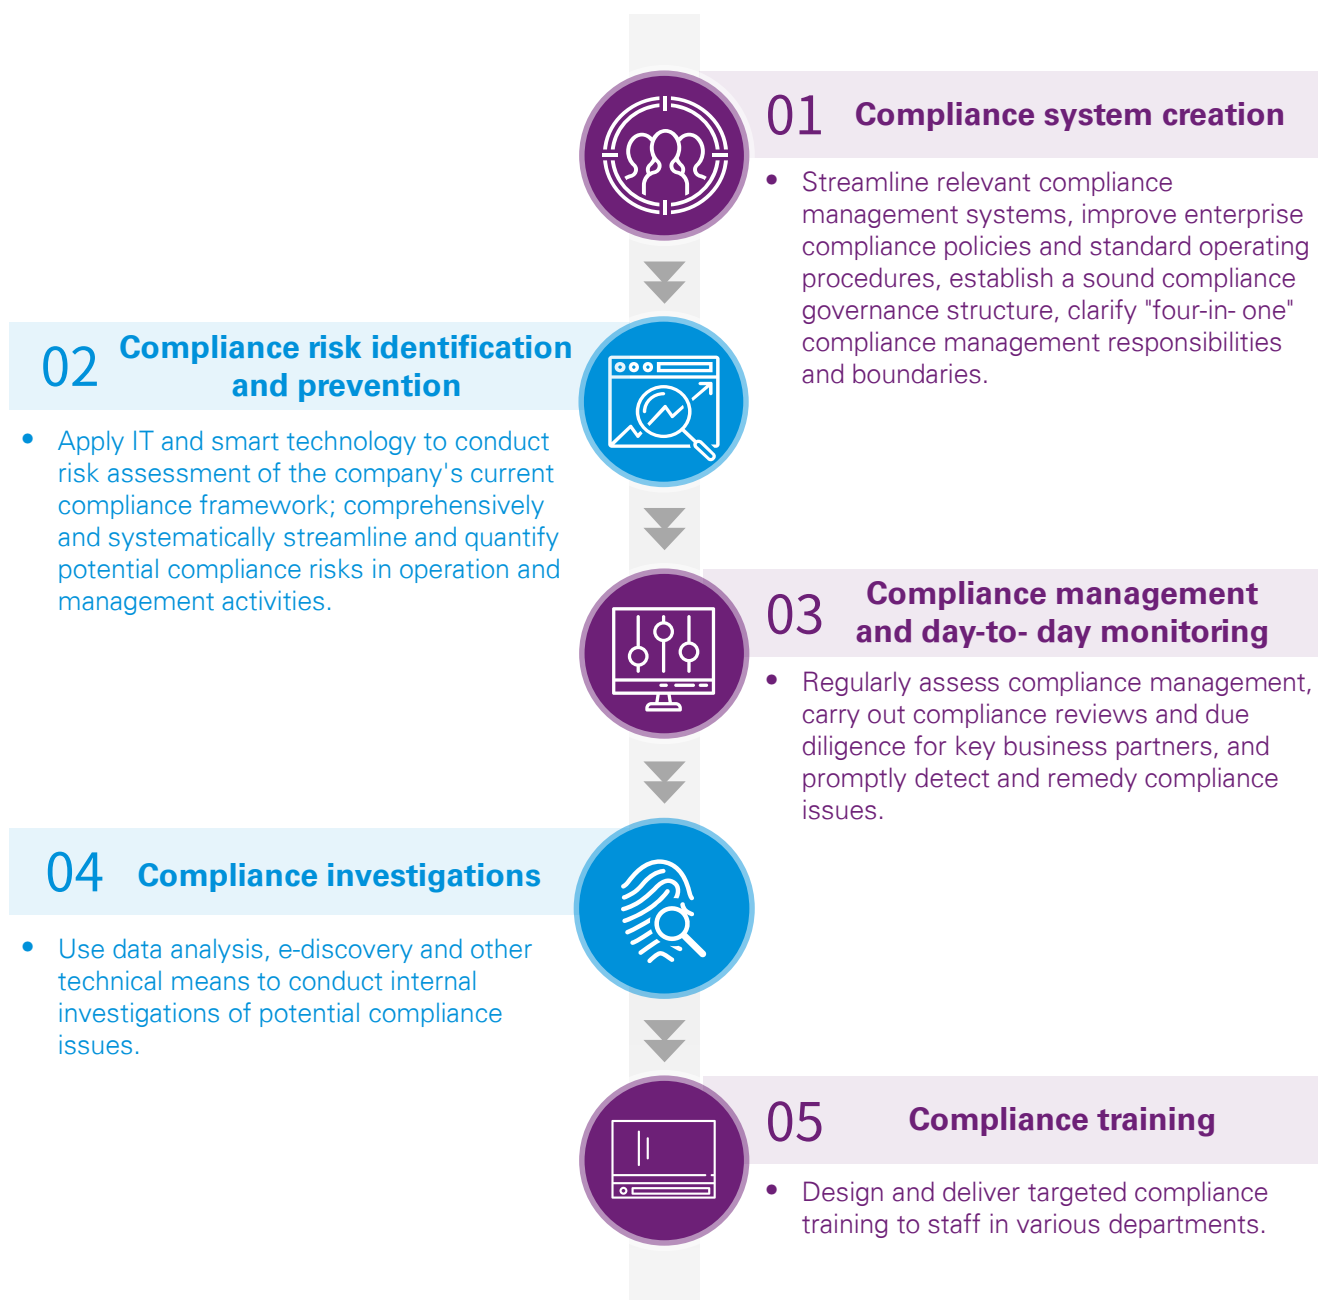 01 Compliance system creation
• Streamline relevant compliance
management systems, improve enterprise
compliance policies and standard operating
procedures, establish a sound compliance
governance structure, clarify "four-in- one"
compliance management responsibilities
and boundaries.
02 Compliance risk identification
and prevention
• Apply IT and smart technology to conduct
risk assessment of the company's current
compliance framework; comprehensively
and systematically streamline and quantify
potential compliance risks in operation and
management activities.
03 Compliance management
and day-to- day monitoring
• Regularly assess compliance management,
carry out compliance reviews and due
diligence for key business partners, and
promptly detect and remedy compliance
issues.
04 Compliance investigations
• Use data analysis, e-discovery and other
technical means to conduct internal
investigations of potential compliance
issues.
05 Compliance training
• Design and deliver targeted compliance
training to staff in various departments.